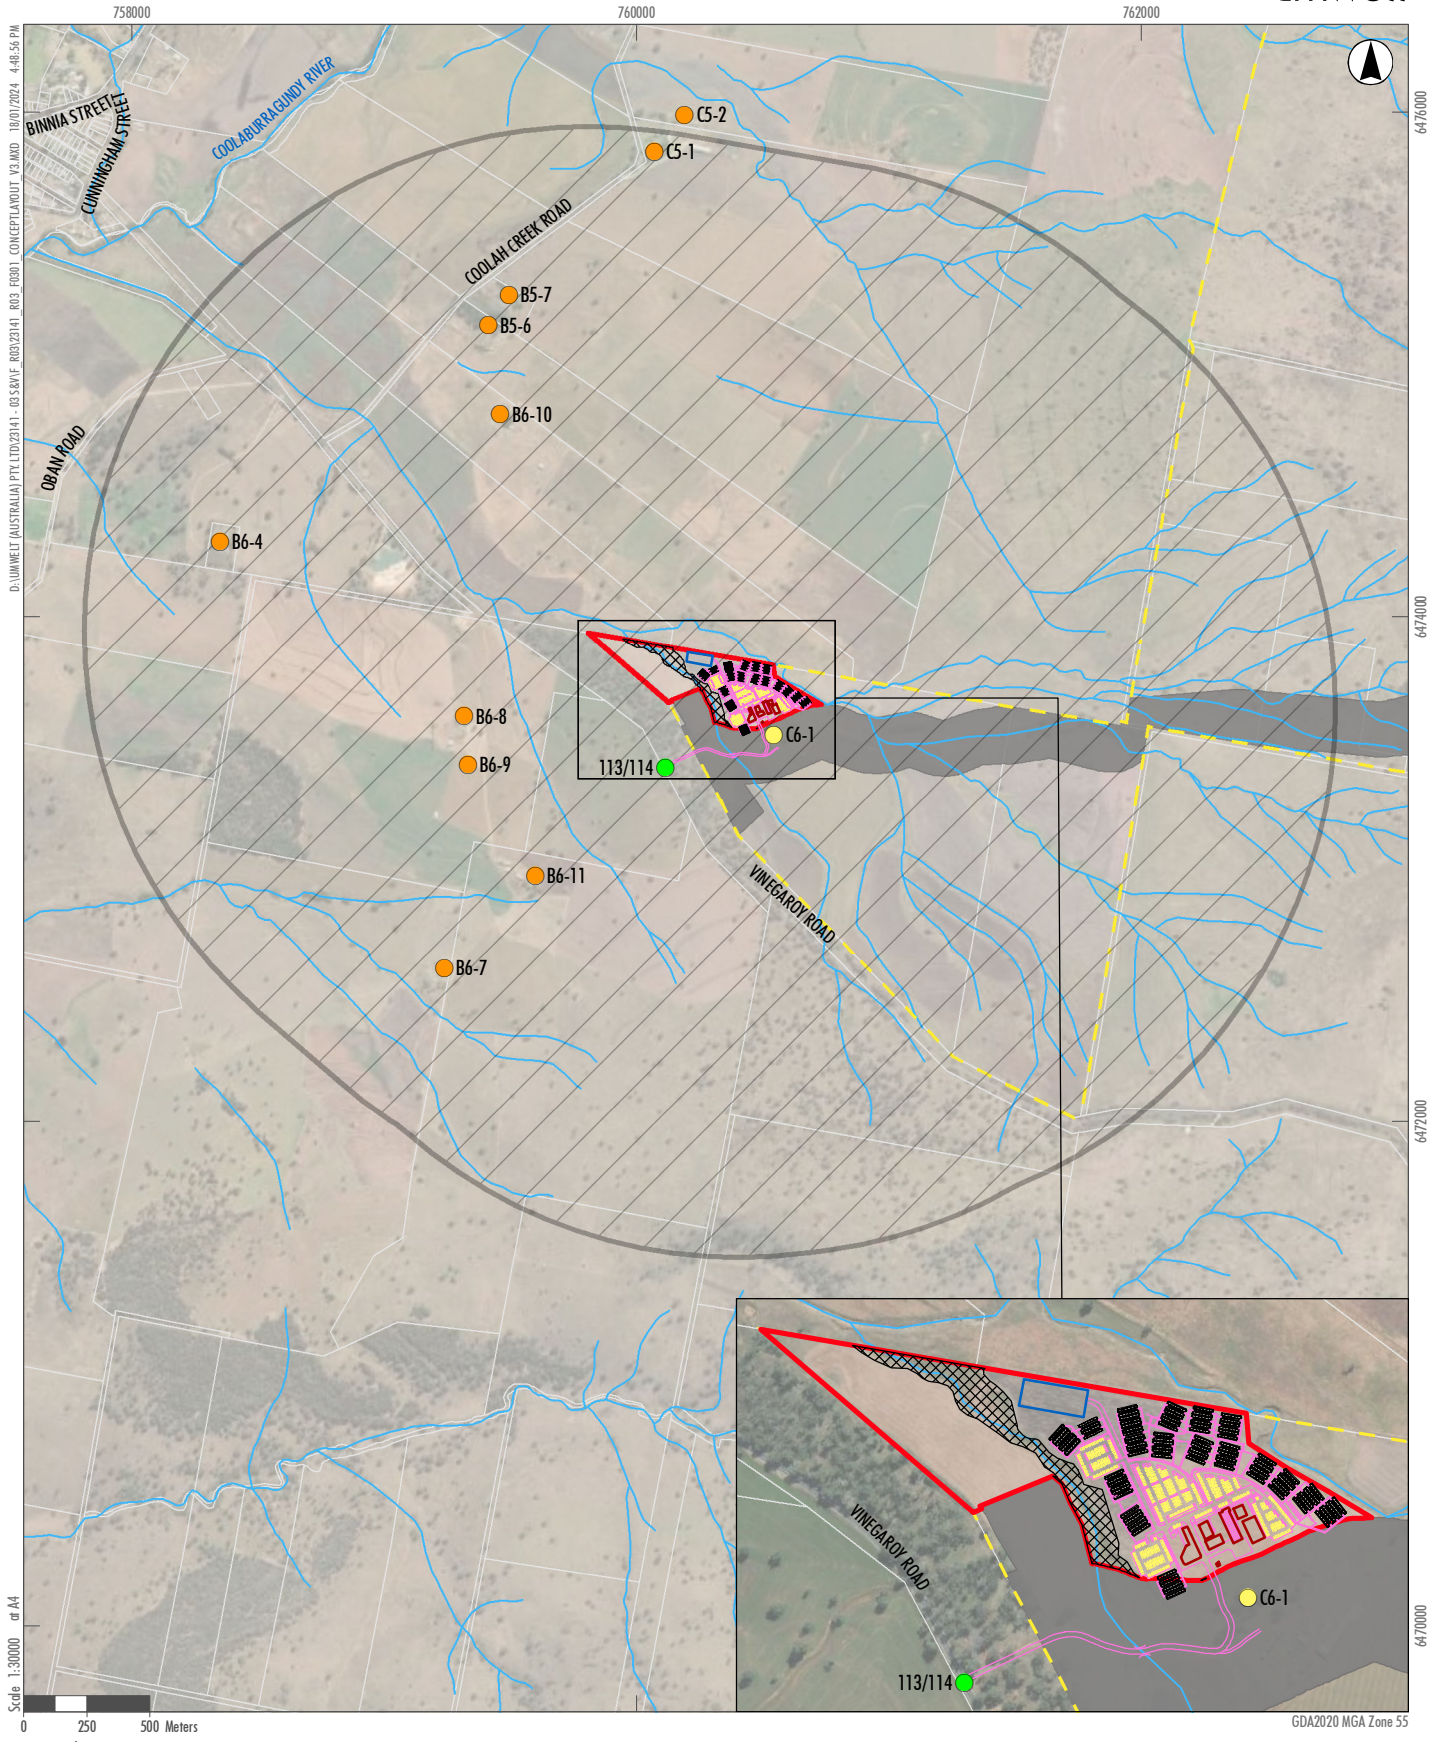 758000
760000
762000
D:\UMWELT (AUSTRALIA) PTY. LTD\23141 - 03 S&V\F_R03\23141_R03_F0301_CONCEPTLAYOUT_V3.MXD 18/01/2024 4:48:56 PM
BINNIA STREET
CUNNINGHAM STREET
COOLABURRAGUNDY RIVER
C5-2
C5-1
6476000
COOLAH CREEK ROAD
B5-7
B5-6
B6-10
OBAN ROAD
B6-4
6474000
B6-8
C6-1
B6-9
113/114
B6-11
VINEGAROY ROAD
B6-7
6472000
VINEGAROY ROAD
C6-1
113/114
6470000
Scale 1:30000 at A4
0 250 500 Meters
GDA2020 MGA Zone 55